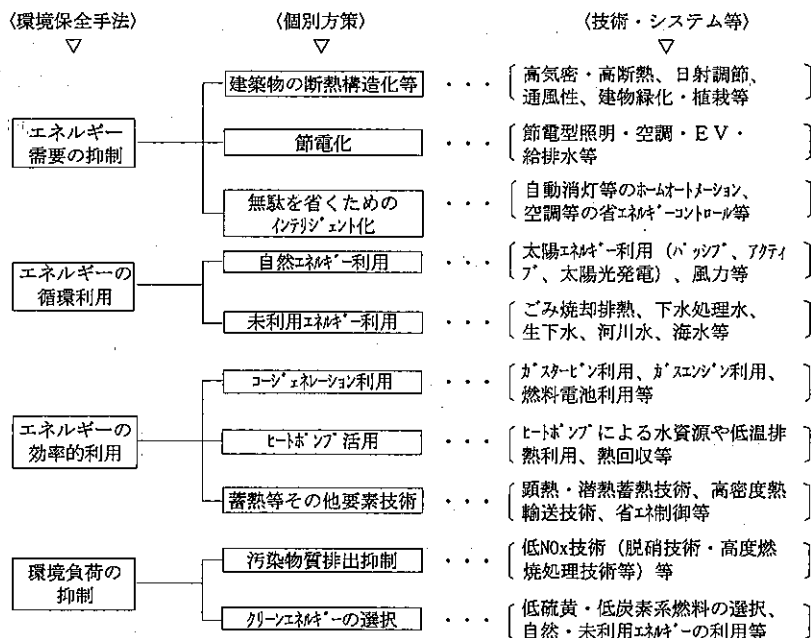 〈環境保全手法〉
〈個別方策〉
〈技術・システム等〉
エネルギー
需要の抑制
建築物の断熱構造化等
・・・
高気密・高断熱、日射調節、
通風性、建物緑化・植栽等
節電化
・・・
節電型照明・空調・EV・
給排水等
無駄を省くための
インテリジェント化
・・・
自動消灯等のホームオートメーション、
空調等の省エネルギーコントロール等
エネルギーの
循環利用
自然エネルギー利用
・・・
太陽エネルギー利用（パッシブ、アクティ
ブ、太陽光発電）、風力等
未利用エネルギー利用
・・・
ごみ焼却排熱、下水処理水、
生下水、河川水、海水等
エネルギーの
効率的利用
コージェネレーション利用
・・・
ガスタービン利用、ガスエンジン利用、
燃料電池利用等
ヒートポンプ活用
・・・
ヒートポンプによる水資源や低温排
熱利用、熱回収等
蓄熱等その他要素技術
・・・
顕熱・潜熱蓄熱技術、高密度熱
輸送技術、省エネ制御等
環境負荷の
抑制
汚染物質排出抑制
・・・
低NOx技術（脱硝技術・高度燃
焼処理技術等）等
クリーンエネルギーの選択
・・・
低硫黄・低炭素系燃料の選択、
自然・未利用エネルギーの利用等